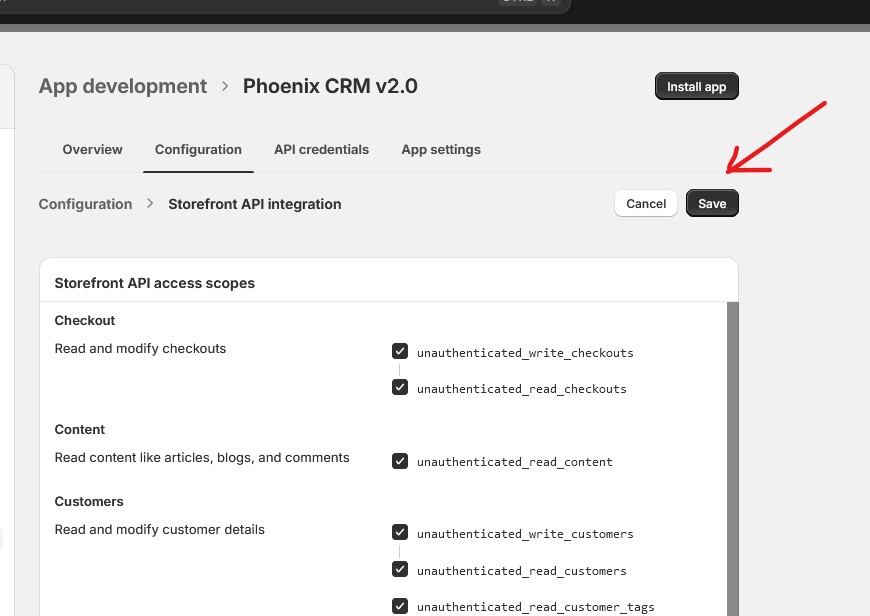 App development > Phoenix CRM v2.0
Install app
Overview Configuration API credentials App settings
Configuration > Storefront API integration
Cancel Save
Storefront API access scopes
Checkout
Read and modify checkouts
unauthenticated_write_checkouts
unauthenticated_read_checkouts
Content
Read content like articles, blogs, and comments
unauthenticated_read_content
Customers
Read and modify customer details
unauthenticated_write_customers
unauthenticated_read_customers
unauthenticated_read_customer_tags